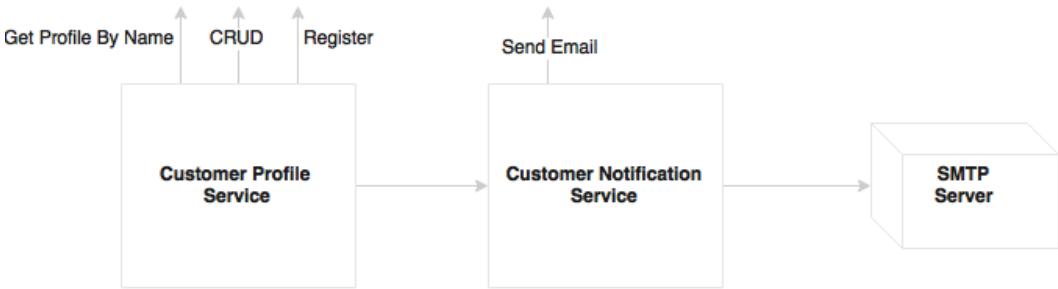 Get Profile By Name
CRUD
Register
Send Email
Customer Profile
Service
Customer Notification
Service
SMTP
Server